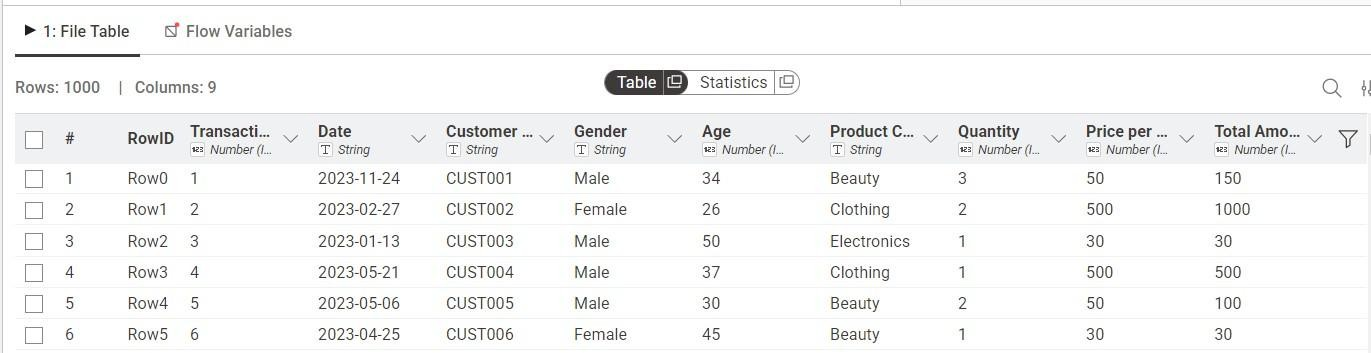 1: File Table Flow Variables
Rows: 1000 | Columns: 9 Table Statistics
# RowID Transacti... Date Customer ... Gender Age Product C... Quantity Price per ... Total Amo...
123 Number (I... T String T String T String 123 Number (I... T String 123 Number (I... 123 Number (I... 123 Number (I...
1 Row0 1 2023-11-24 CUST001 Male 34 Beauty 3 50 150
2 Row1 2 2023-02-27 CUST002 Female 26 Clothing 2 500 1000
3 Row2 3 2023-01-13 CUST003 Male 50 Electronics 1 30 30
4 Row3 4 2023-05-21 CUST004 Male 37 Clothing 1 500 500
5 Row4 5 2023-05-06 CUST005 Male 30 Beauty 2 50 100
6 Row5 6 2023-04-25 CUST006 Female 45 Beauty 1 30 30